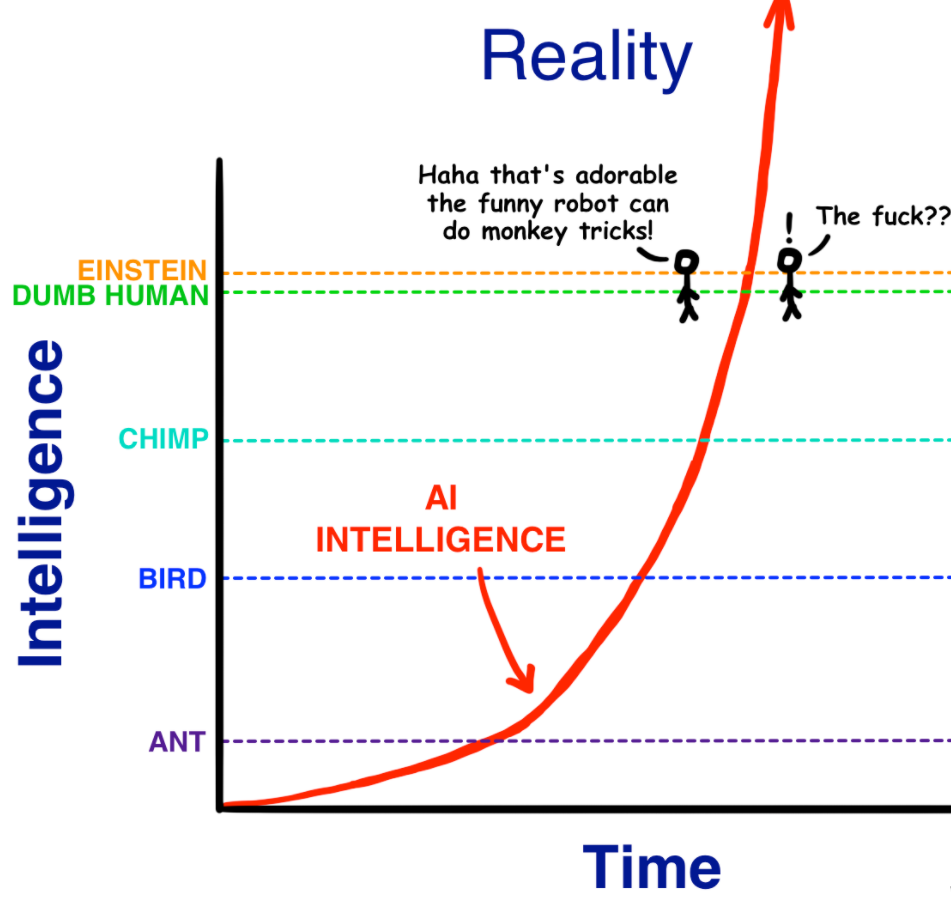 Reality
Haha that's adorable
the funny robot can
do monkey tricks!
!
The fuck??
EINSTEIN
DUMB HUMAN
CHIMP
AI
INTELLIGENCE
BIRD
ANT
Intelligence
Time